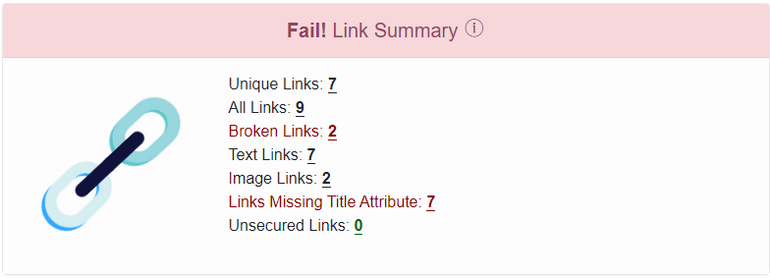 Fail! Link Summary
Unique Links: 7
All Links: 9
Broken Links: 2
Text Links: 7
Image Links: 2
Links Missing Title Attribute: 7
Unsecured Links: 0